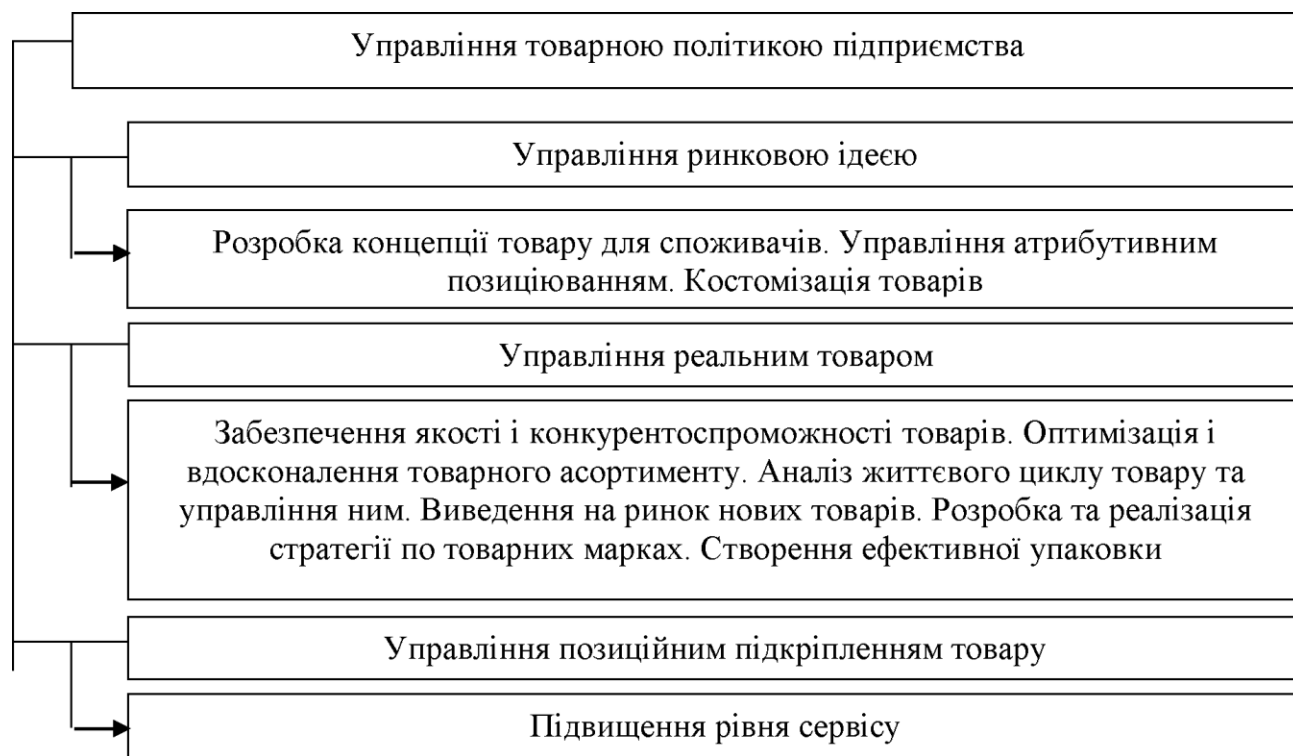 Управління товарною політикою підприємства
Управління ринковою ідеєю
Розробка концепції товару для споживачів. Управління атрибутивним
позиціюванням. Костомізація товарів
Управління реальним товаром
Забезпечення якості і конкурентоспроможності товарів. Оптимізація і
вдосконалення товарного асортименту. Аналіз життєвого циклу товару та
управління ним. Виведення на ринок нових товарів. Розробка та реалізація
стратегії по товарних марках. Створення ефективної упаковки
Управління позиційним підкріпленням товару
Підвищення рівня сервісу